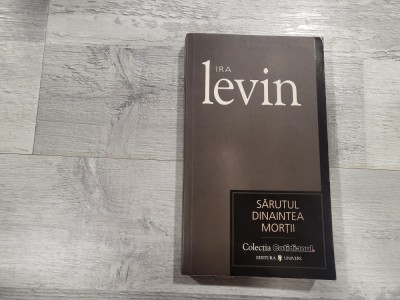 IRA
levin
SĂRUTUL
DINAINTEA
MORȚII
Colecția Cotidianul.
EDITURA UNIVERS